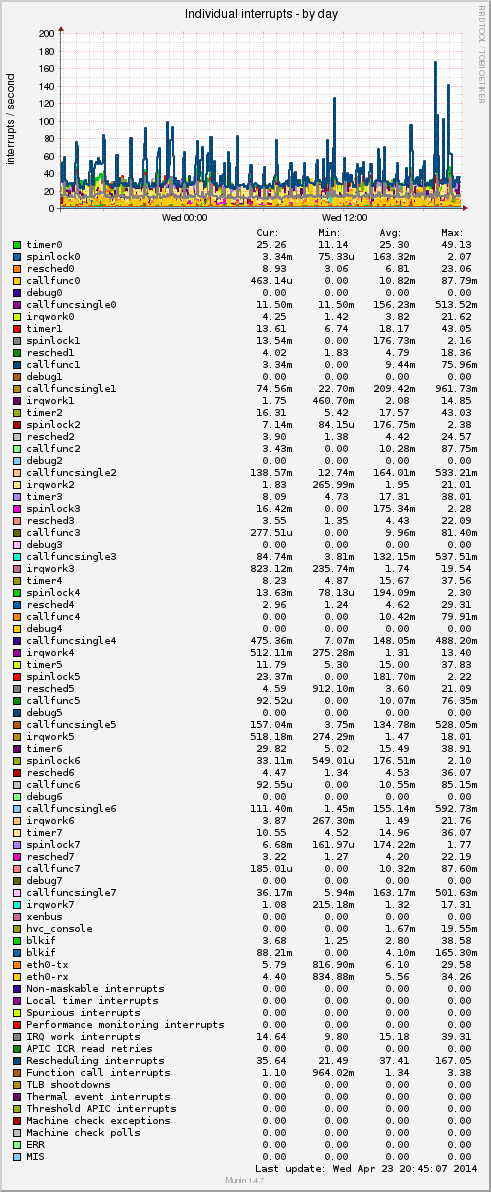 Individual interrupts - by day
RRDTOOL / TOBI OETIKER
interrupts / second
200
180
160
140
120
100
80
60
40
20
0
Wed 00:00 Wed 12:00
Cur: Min: Avg: Max:
timer0 25.26 11.14 25.30 49.13
spinlock0 3.34m 75.33u 163.32m 2.07
resched0 8.93 3.06 6.81 23.06
callfunc0 463.14u 0.00 10.82m 87.79m
debug0 0.00 0.00 0.00 0.00
callfuncsingle0 11.50m 11.50m 156.23m 513.52m
irqwork0 4.25 1.42 3.82 21.62
timer1 13.61 6.74 18.17 43.05
spinlock1 13.54m 0.00 176.73m 2.16
resched1 4.02 1.83 4.79 18.36
callfunc1 3.34m 0.00 9.44m 75.96m
debug1 0.00 0.00 0.00 0.00
callfuncsingle1 74.56m 22.70m 209.42m 961.73m
irqwork1 1.75 460.70m 2.08 14.85
timer2 16.31 5.42 17.57 43.03
spinlock2 7.14m 84.15u 176.75m 2.38
resched2 3.90 1.38 4.42 24.57
callfunc2 3.43m 0.00 10.28m 87.75m
debug2 0.00 0.00 0.00 0.00
callfuncsingle2 138.57m 12.74m 164.01m 533.21m
irqwork2 1.83 265.99m 1.95 21.01
timer3 8.09 4.73 17.31 38.01
spinlock3 16.42m 0.00 175.34m 2.28
resched3 3.55 1.35 4.43 22.09
callfunc3 277.51u 0.00 9.96m 81.40m
debug3 0.00 0.00 0.00 0.00
callfuncsingle3 84.74m 3.81m 132.15m 537.51m
irqwork3 823.12m 235.74m 1.74 19.54
timer4 8.23 4.87 15.67 37.56
spinlock4 13.63m 78.13u 194.09m 2.30
resched4 2.96 1.24 4.62 29.31
callfunc4 0.00 0.00 10.42m 79.91m
debug4 0.00 0.00 0.00 0.00
callfuncsingle4 475.36m 7.07m 148.05m 488.20m
irqwork4 512.11m 275.28m 1.31 13.40
timer5 11.79 5.30 15.00 37.83
spinlock5 23.37m 0.00 181.70m 2.22
resched5 4.59 912.10m 3.60 21.09
callfunc5 92.52u 0.00 10.07m 76.35m
debug5 0.00 0.00 0.00 0.00
callfuncsingle5 157.04m 3.75m 134.78m 528.05m
irqwork5 518.18m 274.29m 1.47 18.01
timer6 29.82 5.02 15.49 38.91
spinlock6 33.11m 549.01u 176.51m 2.10
resched6 4.47 1.34 4.53 36.07
callfunc6 92.55u 0.00 10.55m 85.15m
debug6 0.00 0.00 0.00 0.00
callfuncsingle6 111.40m 1.45m 155.14m 592.73m
irqwork6 3.87 267.30m 1.49 21.76
timer7 10.55 4.52 14.96 36.07
spinlock7 6.68m 161.97u 174.22m 1.77
resched7 3.22 1.27 4.20 22.19
callfunc7 185.01u 0.00 10.32m 87.60m
debug7 0.00 0.00 0.00 0.00
callfuncsingle7 36.17m 5.94m 163.17m 501.63m
irqwork7 1.08 215.18m 1.32 17.31
xenbus 0.00 0.00 0.00 0.00
hvc_console 0.00 0.00 1.67m 19.55m
blkif 3.68 1.25 2.80 38.58
blkif 88.21m 0.00 4.10m 165.30m
eth0-tx 5.79 816.90m 6.10 29.58
eth0-rx 4.40 834.88m 5.56 34.26
Non-maskable interrupts 0.00 0.00 0.00 0.00
Local timer interrupts 0.00 0.00 0.00 0.00
Spurious interrupts 0.00 0.00 0.00 0.00
Performance monitoring interrupts 0.00 0.00 0.00 0.00
IRQ work interrupts 14.64 9.80 15.18 39.31
APIC ICR read retries 0.00 0.00 0.00 0.00
Rescheduling interrupts 35.64 21.49 37.41 167.05
Function call interrupts 1.10 964.02m 1.34 3.38
TLB shootdowns 0.00 0.00 0.00 0.00
Thermal event interrupts 0.00 0.00 0.00 0.00
Threshold APIC interrupts 0.00 0.00 0.00 0.00
Machine check exceptions 0.00 0.00 0.00 0.00
Machine check polls 0.00 0.00 0.00 0.00
ERR 0.00 0.00 0.00 0.00
MIS 0.00 0.00 0.00 0.00
Last update: Wed Apr 23 20:45:07 2014
Munin 1.4.7